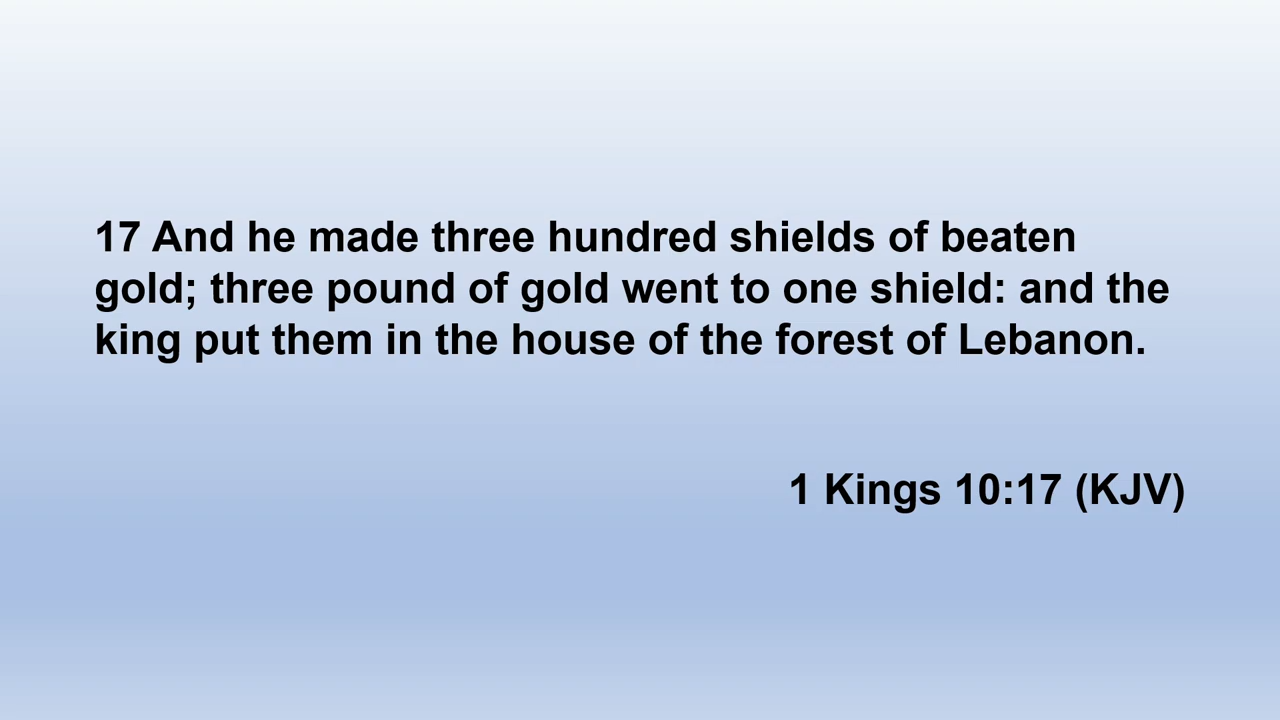 17 And he made three hundred shields of beaten
gold; three pound of gold went to one shield: and the
king put them in the house of the forest of Lebanon.
1 Kings 10:17 (KJV)